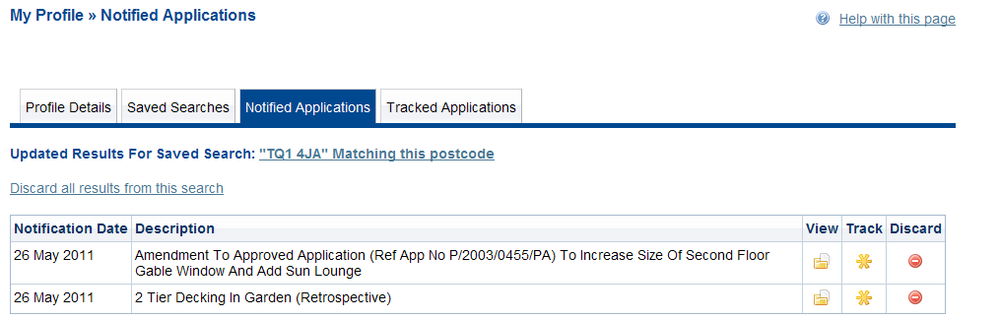 My Profile » Notified Applications
Help with this page
Profile Details Saved Searches Notified Applications Tracked Applications
Updated Results For Saved Search: "TQ1 4JA" Matching this postcode
Discard all results from this search
Notification Date Description View Track Discard
26 May 2011 Amendment To Approved Application (Ref App No P/2003/0455/PA) To Increase Size Of Second Floor
Gable Window And Add Sun Lounge
26 May 2011 2 Tier Decking In Garden (Retrospective)